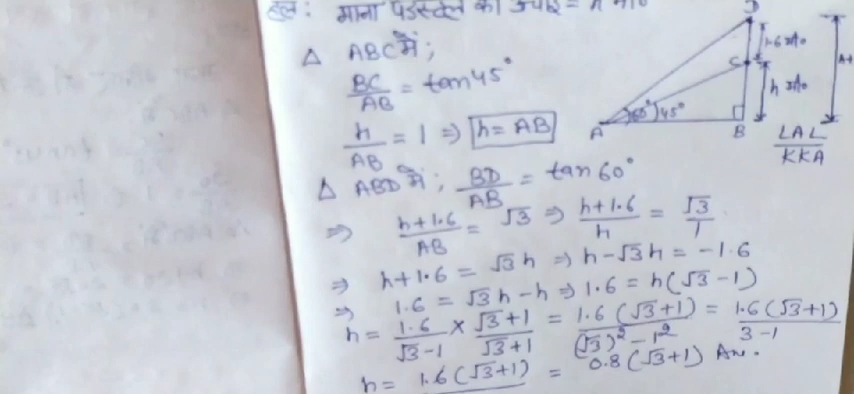 हल: माना पेडस्टल की ऊंचाई = h मी०
△ ABC में;
BC/AB = tan 45°
h/AB = 1 ⇒ h = AB
△ ABD में; BD/AB = tan 60°
⇒ h+1.6/AB = √3 ⇒ h+1.6/h = √3/1
⇒ h+1.6 = √3 h ⇒ h-√3 h = -1.6
⇒ 1.6 = √3 h - h ⇒ 1.6 = h(√3-1)
h = 1.6/√3-1 × √3+1/√3+1 = 1.6(√3+1)/(√3)²-1² = 1.6(√3+1)/3-1
h = 1.6(√3+1) = 0.8(√3+1) Ans.
D
1.6 मी०
C
h मी०
h+
60°
45°
A
B
LAL
KKA